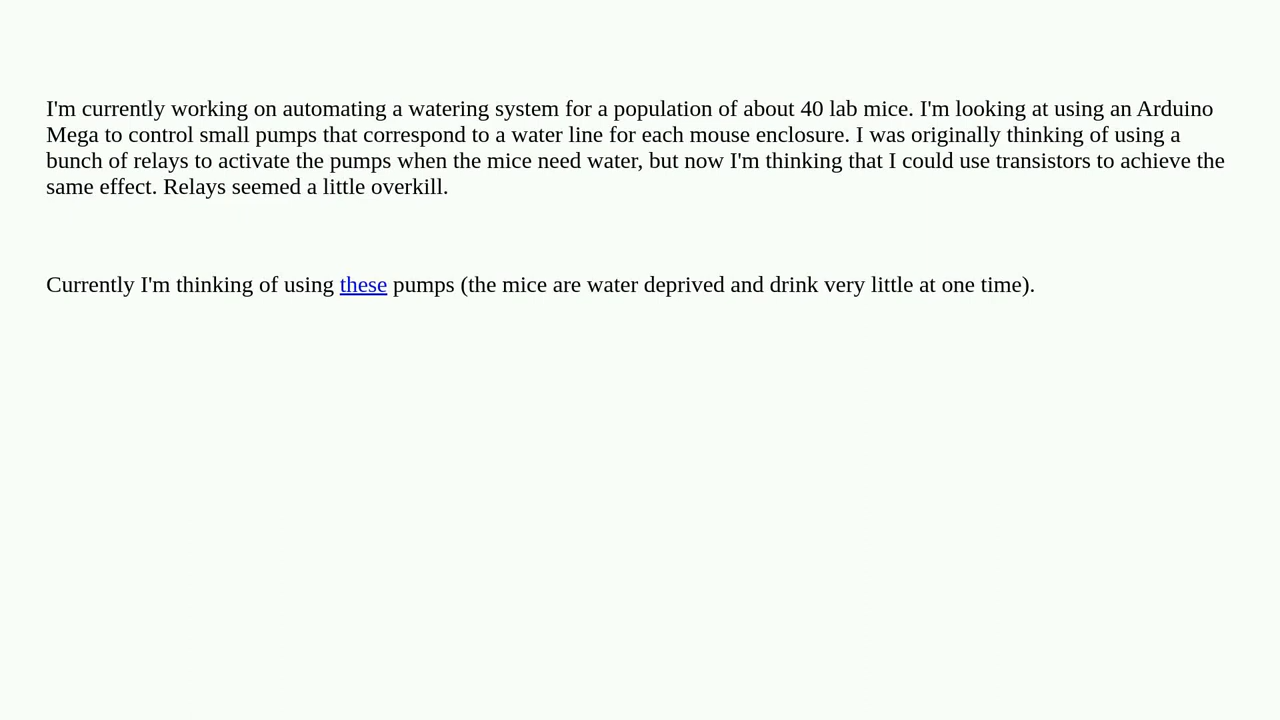 I'm currently working on automating a watering system for a population of about 40 lab mice. I'm looking at using an Arduino
Mega to control small pumps that correspond to a water line for each mouse enclosure. I was originally thinking of using a
bunch of relays to activate the pumps when the mice need water, but now I'm thinking that I could use transistors to achieve the
same effect. Relays seemed a little overkill.
Currently I'm thinking of using these pumps (the mice are water deprived and drink very little at one time).